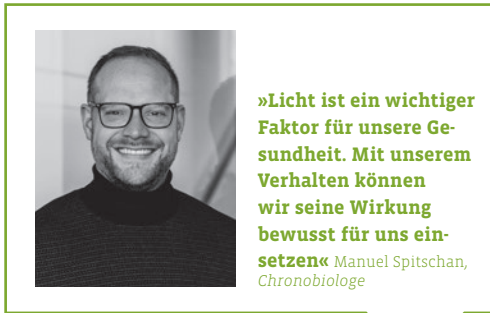 »Licht ist ein wichtiger
Faktor für unsere Ge-
sundheit. Mit unserem
Verhalten können
wir seine Wirkung
bewusst für uns ein-
setzen« Manuel Spitschan,
Chronobiologe